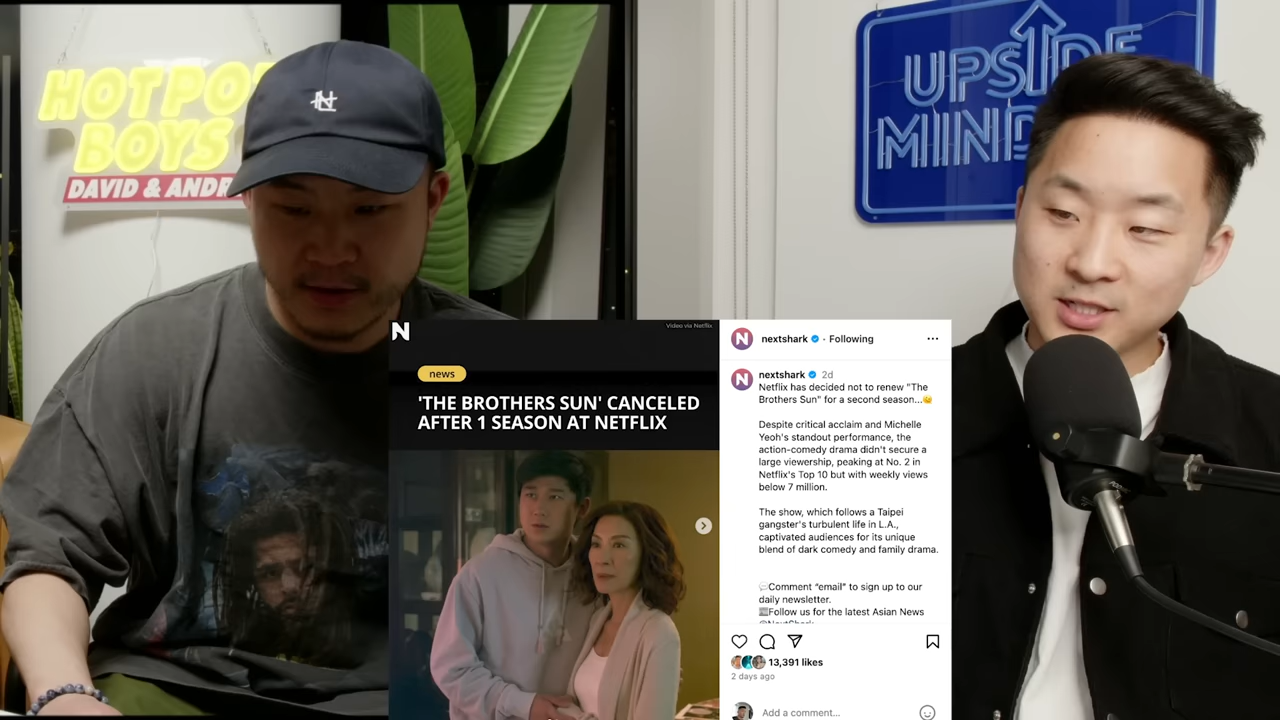 HOTPO
BOYS
DAVID & ANDR
UPSIDE
MIND
N
Video via Netflix
news
'THE BROTHERS SUN' CANCELED
AFTER 1 SEASON AT NETFLIX
nextshark · Following
nextshark 2d
Netflix has decided not to renew "The
Brothers Sun" for a second season...🫡
Despite critical acclaim and Michelle
Yeoh's standout performance, the
action-comedy drama didn't secure a
large viewership, peaking at No. 2 in
Netflix's Top 10 but with weekly views
below 7 million.
The show, which follows a Taipei
gangster's turbulent life in L.A.,
captivated audiences for its unique
blend of dark comedy and family drama.
💬Comment “email” to sign up to our
daily newsletter.
📰Follow us for the latest Asian News
@NextShark
13,391 likes
2 days ago
Add a comment...